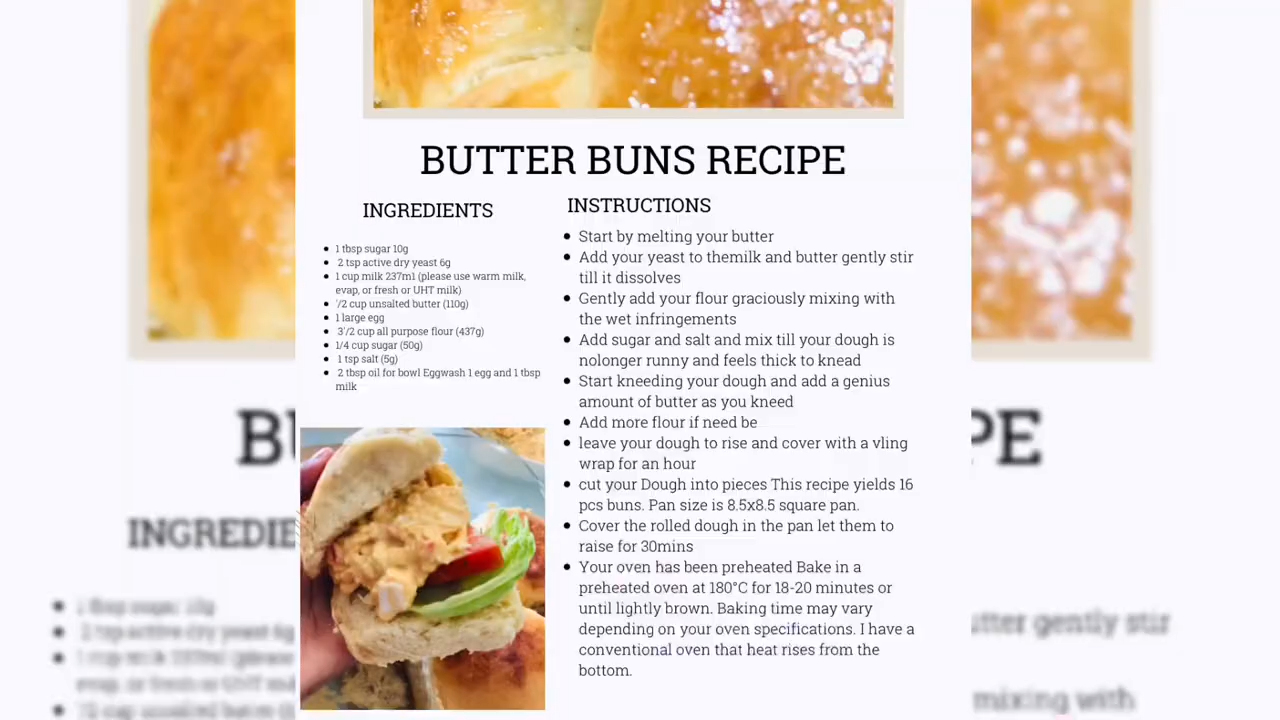 BUTTER BUNS RECIPE
INGREDIENTS
1 tbsp sugar 10g
2 tsp active dry yeast 6g
1 cup milk 237m1 (please use warm milk,
evap, or fresh or UHT milk)
1/2 cup unsalted butter (110g)
1 large egg
3 1/2 cup all purpose flour (437g)
1/4 cup sugar (50g)
1 tsp salt (5g)
2 tbsp oil for bowl Eggwash 1 egg and 1 tbsp
milk
INSTRUCTIONS
Start by melting your butter
Add your yeast to themilk and butter gently stir
till it dissolves
Gently add your flour graciously mixing with
the wet infringements
Add sugar and salt and mix till your dough is
nolonger runny and feels thick to knead
Start kneeding your dough and add a genius
amount of butter as you kneed
Add more flour if need be
leave your dough to rise and cover with a vling
wrap for an hour
cut your Dough into pieces This recipe yields 16
pcs buns. Pan size is 8.5x8.5 square pan.
Cover the rolled dough in the pan let them to
raise for 30mins
Your oven has been preheated Bake in a
preheated oven at 180°C for 18-20 minutes or
until lightly brown. Baking time may vary
depending on your oven specifications. I have a
conventional oven that heat rises from the
bottom.